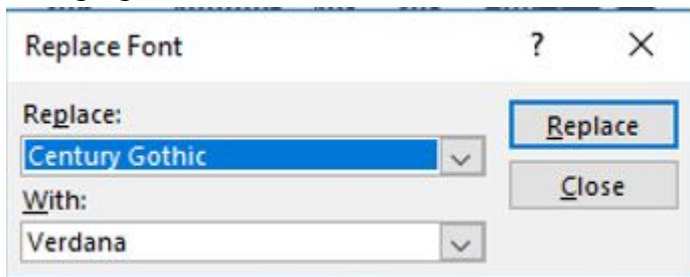 Replace Font ?
Replace:
Century Gothic
With:
Verdana
Replace
Close